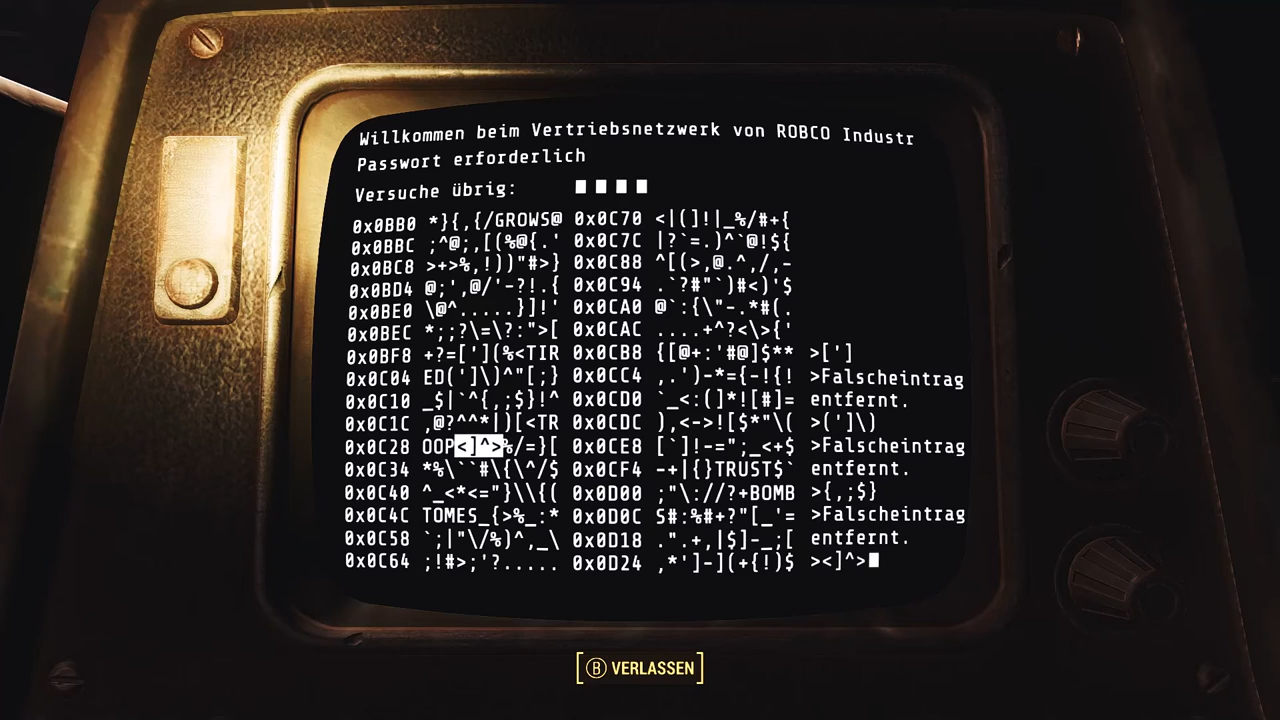 Willkommen beim Vertriebsnetzwerk von ROBCO Industr
Passwort erforderlich
Versuche übrig: ■ ■ ■ ■
0x0BB0 *}{,{/GROWS@ 0x0C70 <|(]!|_%/#+{
0x0BBC ;^@;,[(%@{.' 0x0C7C |?`=.)^`@!${
0x0BC8 >+>%,!))"#>} 0x0C88 ^[(>,@.^,/,-
0x0BD4 @;',@/'-?!.{ 0x0C94 .`?#"`)#<)'$
0x0BE0 \@^.....}]!' 0x0CA0 @`:{\"-.*#(.
0x0BEC *;;?\=\?:">[ 0x0CAC ....+^?<\>{'
0x0BF8 +?=['](%<TIR 0x0CB8 {[@+:'#@]$** >[']
0x0C04 ED(']\)^"[;} 0x0CC4 ,.')-*={-!{! >Falscheintrag
0x0C10 _$|`^{,;$}!^ 0x0CD0 `_<:(]*![#]= entfernt.
0x0C1C ,@?^^*|)[<TR 0x0CDC ),<->![$*"\( >(']\)
0x0C28 OOP<]^>%/=}[ 0x0CE8 [`]!-=";_<+$ >Falscheintrag
0x0C34 *%\``#\{\^/$ 0x0CF4 -+|{}TRUST$` entfernt.
0x0C40 ^_<*<="}\\{( 0x0D00 ;"\://?+BOMB >{,;$}
0x0C4C TOMES_{>%_:* 0x0D0C S#:%#+?"[_'= >Falscheintrag
0x0C58 `;|"\/%)^,_\ 0x0D18 .".+,|$]-_;[ entfernt.
0x0C64 ;!#>;'?..... 0x0D24 ,*']-](+{!)$ ><]^>■
[Ⓑ VERLASSEN]